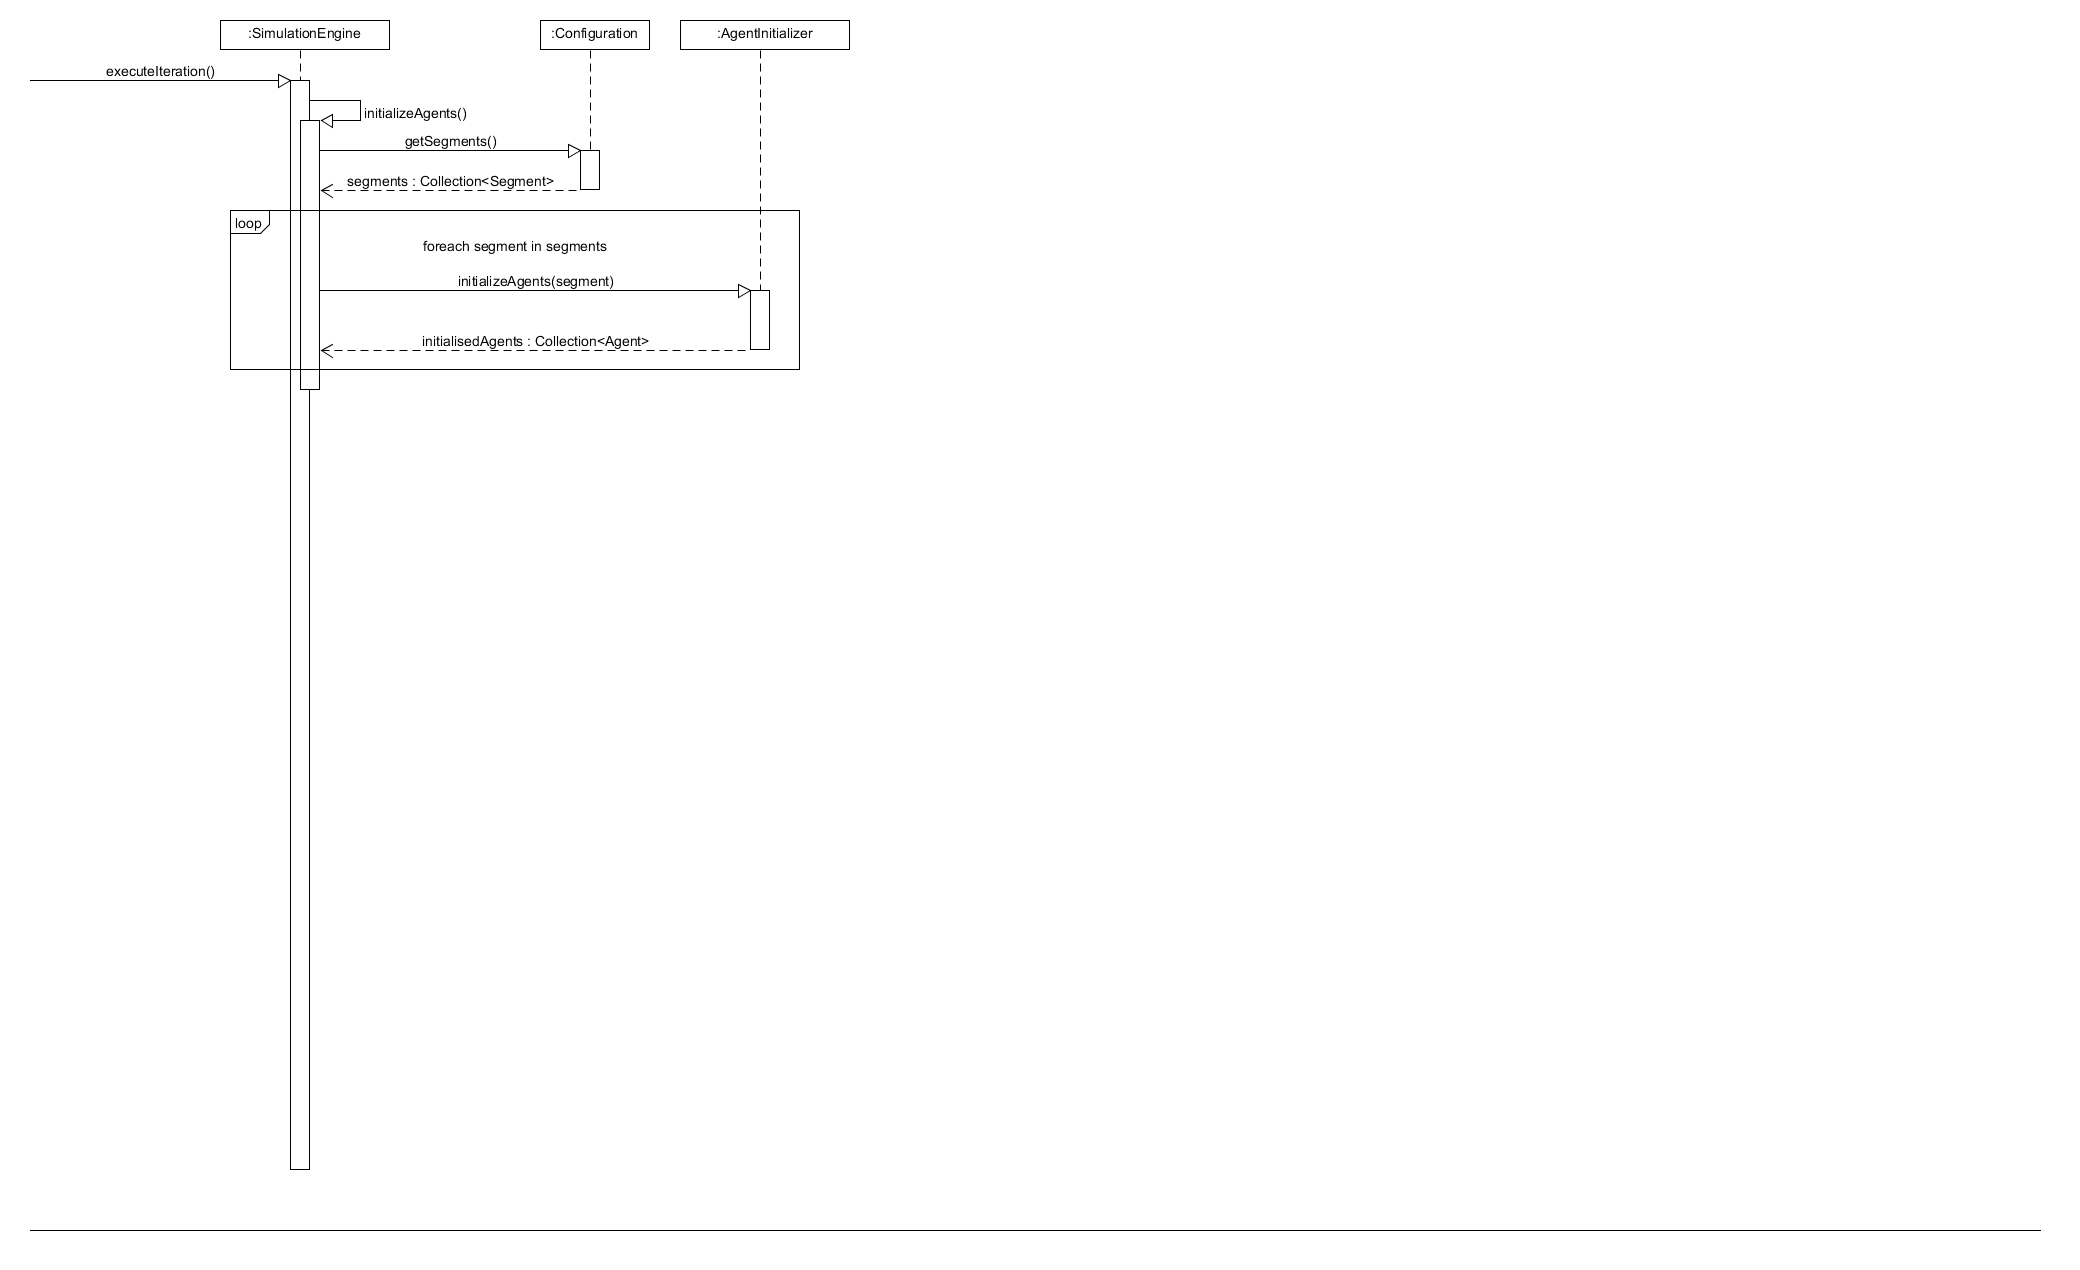 :SimulationEngine
:Configuration
:AgentInitializer
executeIteration()
initializeAgents()
getSegments()
segments : Collection<Segment>
loop
foreach segment in segments
initializeAgents(segment)
initialisedAgents : Collection<Agent>